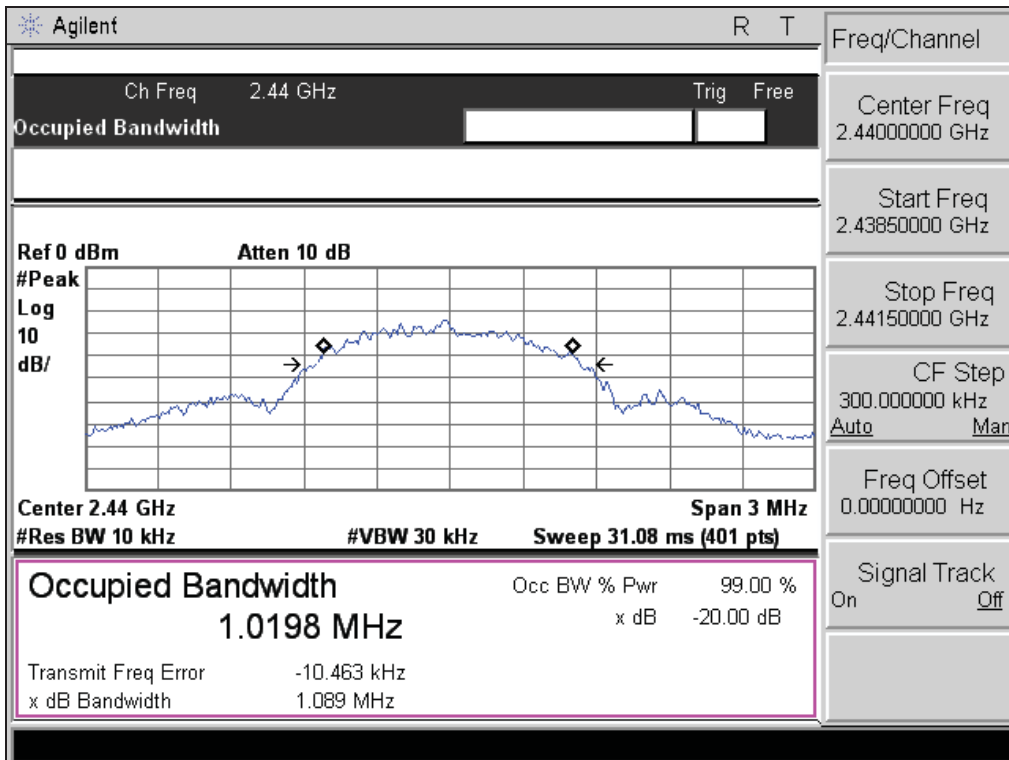 Agilent R T
Ch Freq 2.44 GHz Trig Free
Occupied Bandwidth
Ref 0 dBm Atten 10 dB
#Peak
Log
10
dB/
Center 2.44 GHz Span 3 MHz
#Res BW 10 kHz #VBW 30 kHz Sweep 31.08 ms (401 pts)
Occupied Bandwidth Occ BW % Pwr 99.00 %
1.0198 MHz x dB -20.00 dB
Transmit Freq Error -10.463 kHz
x dB Bandwidth 1.089 MHz
Freq/Channel
Center Freq
2.44000000 GHz
Start Freq
2.43850000 GHz
Stop Freq
2.44150000 GHz
CF Step
300.000000 kHz
Auto Man
Freq Offset
0.00000000 Hz
Signal Track
On Off